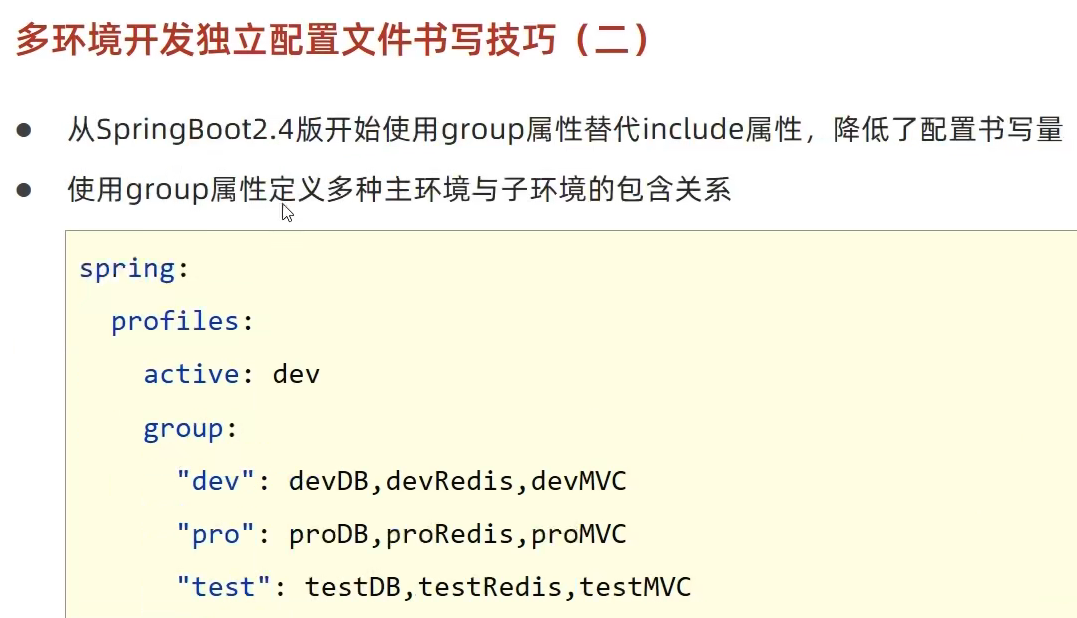 多环境开发独立配置文件书写技巧（二）
● 从SpringBoot2.4版开始使用group属性替代include属性，降低了配置书写量
● 使用group属性定义多种主环境与子环境的包含关系
spring:
  profiles:
    active: dev
    group:
      "dev": devDB,devRedis,devMVC
      "pro": proDB,proRedis,proMVC
      "test": testDB,testRedis,testMVC